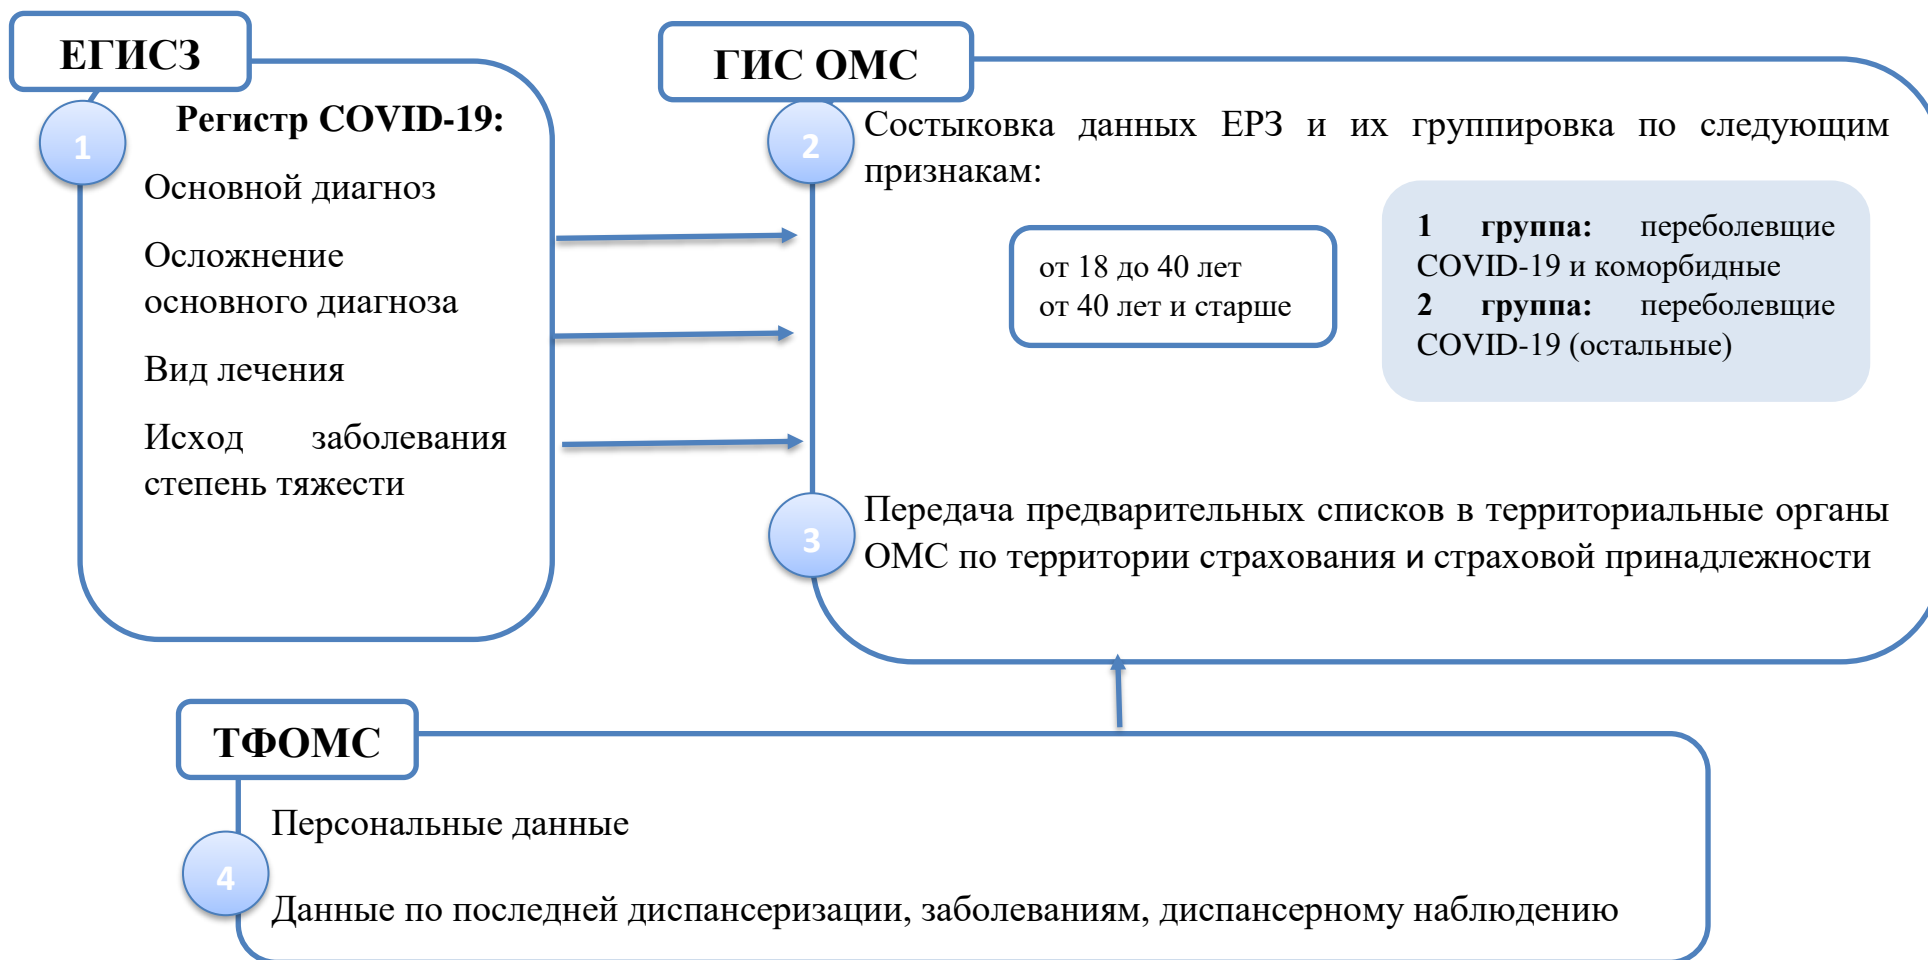 ЕГИСЗ
1
Регистр COVID-19:
Основной диагноз
Осложнение
основного диагноза
Вид лечения
Исход заболевания
степень тяжести
ГИС ОМС
2
Состыковка данных ЕРЗ и их группировка по следующим
признакам:
от 18 до 40 лет
от 40 лет и старше
1 группа: переболевщие
COVID-19 и коморбидные
2 группа: переболевщие
COVID-19 (остальные)
3
Передача предварительных списков в территориальные органы
ОМС по территории страхования и страховой принадлежности
ТФОМС
4
Персональные данные
Данные по последней диспансеризации, заболеваниям, диспансерному наблюдению